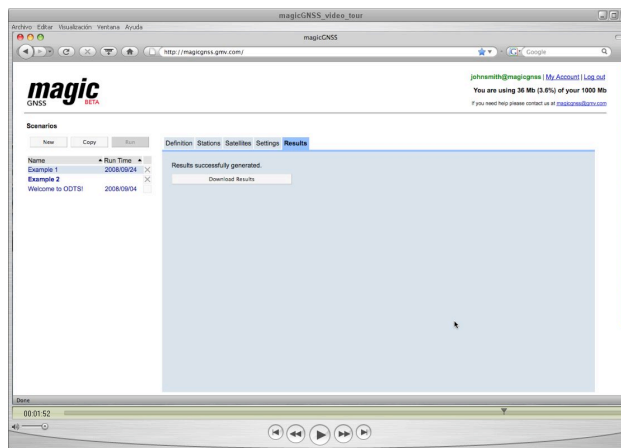 magicGNSS_video_tour
Archivo Editar Visualización Ventana Ayuda
magicGNSS
http://magicgnss.gmv.com/
Google
magic
GNSS BETA
johnsmith@magicgnss | My Account | Log out
You are using 36 Mb (3.6%) of your 1000 Mb
If you need help please contact us at magicgnss@gmv.com
Scenarios
New Copy Run
Definition Stations Satellites Settings Results
Name Run Time
Example 1 2008/09/24
Example 2
Welcome to ODTS! 2008/09/04
Results successfully generated.
Download Results
Done
00:01:52